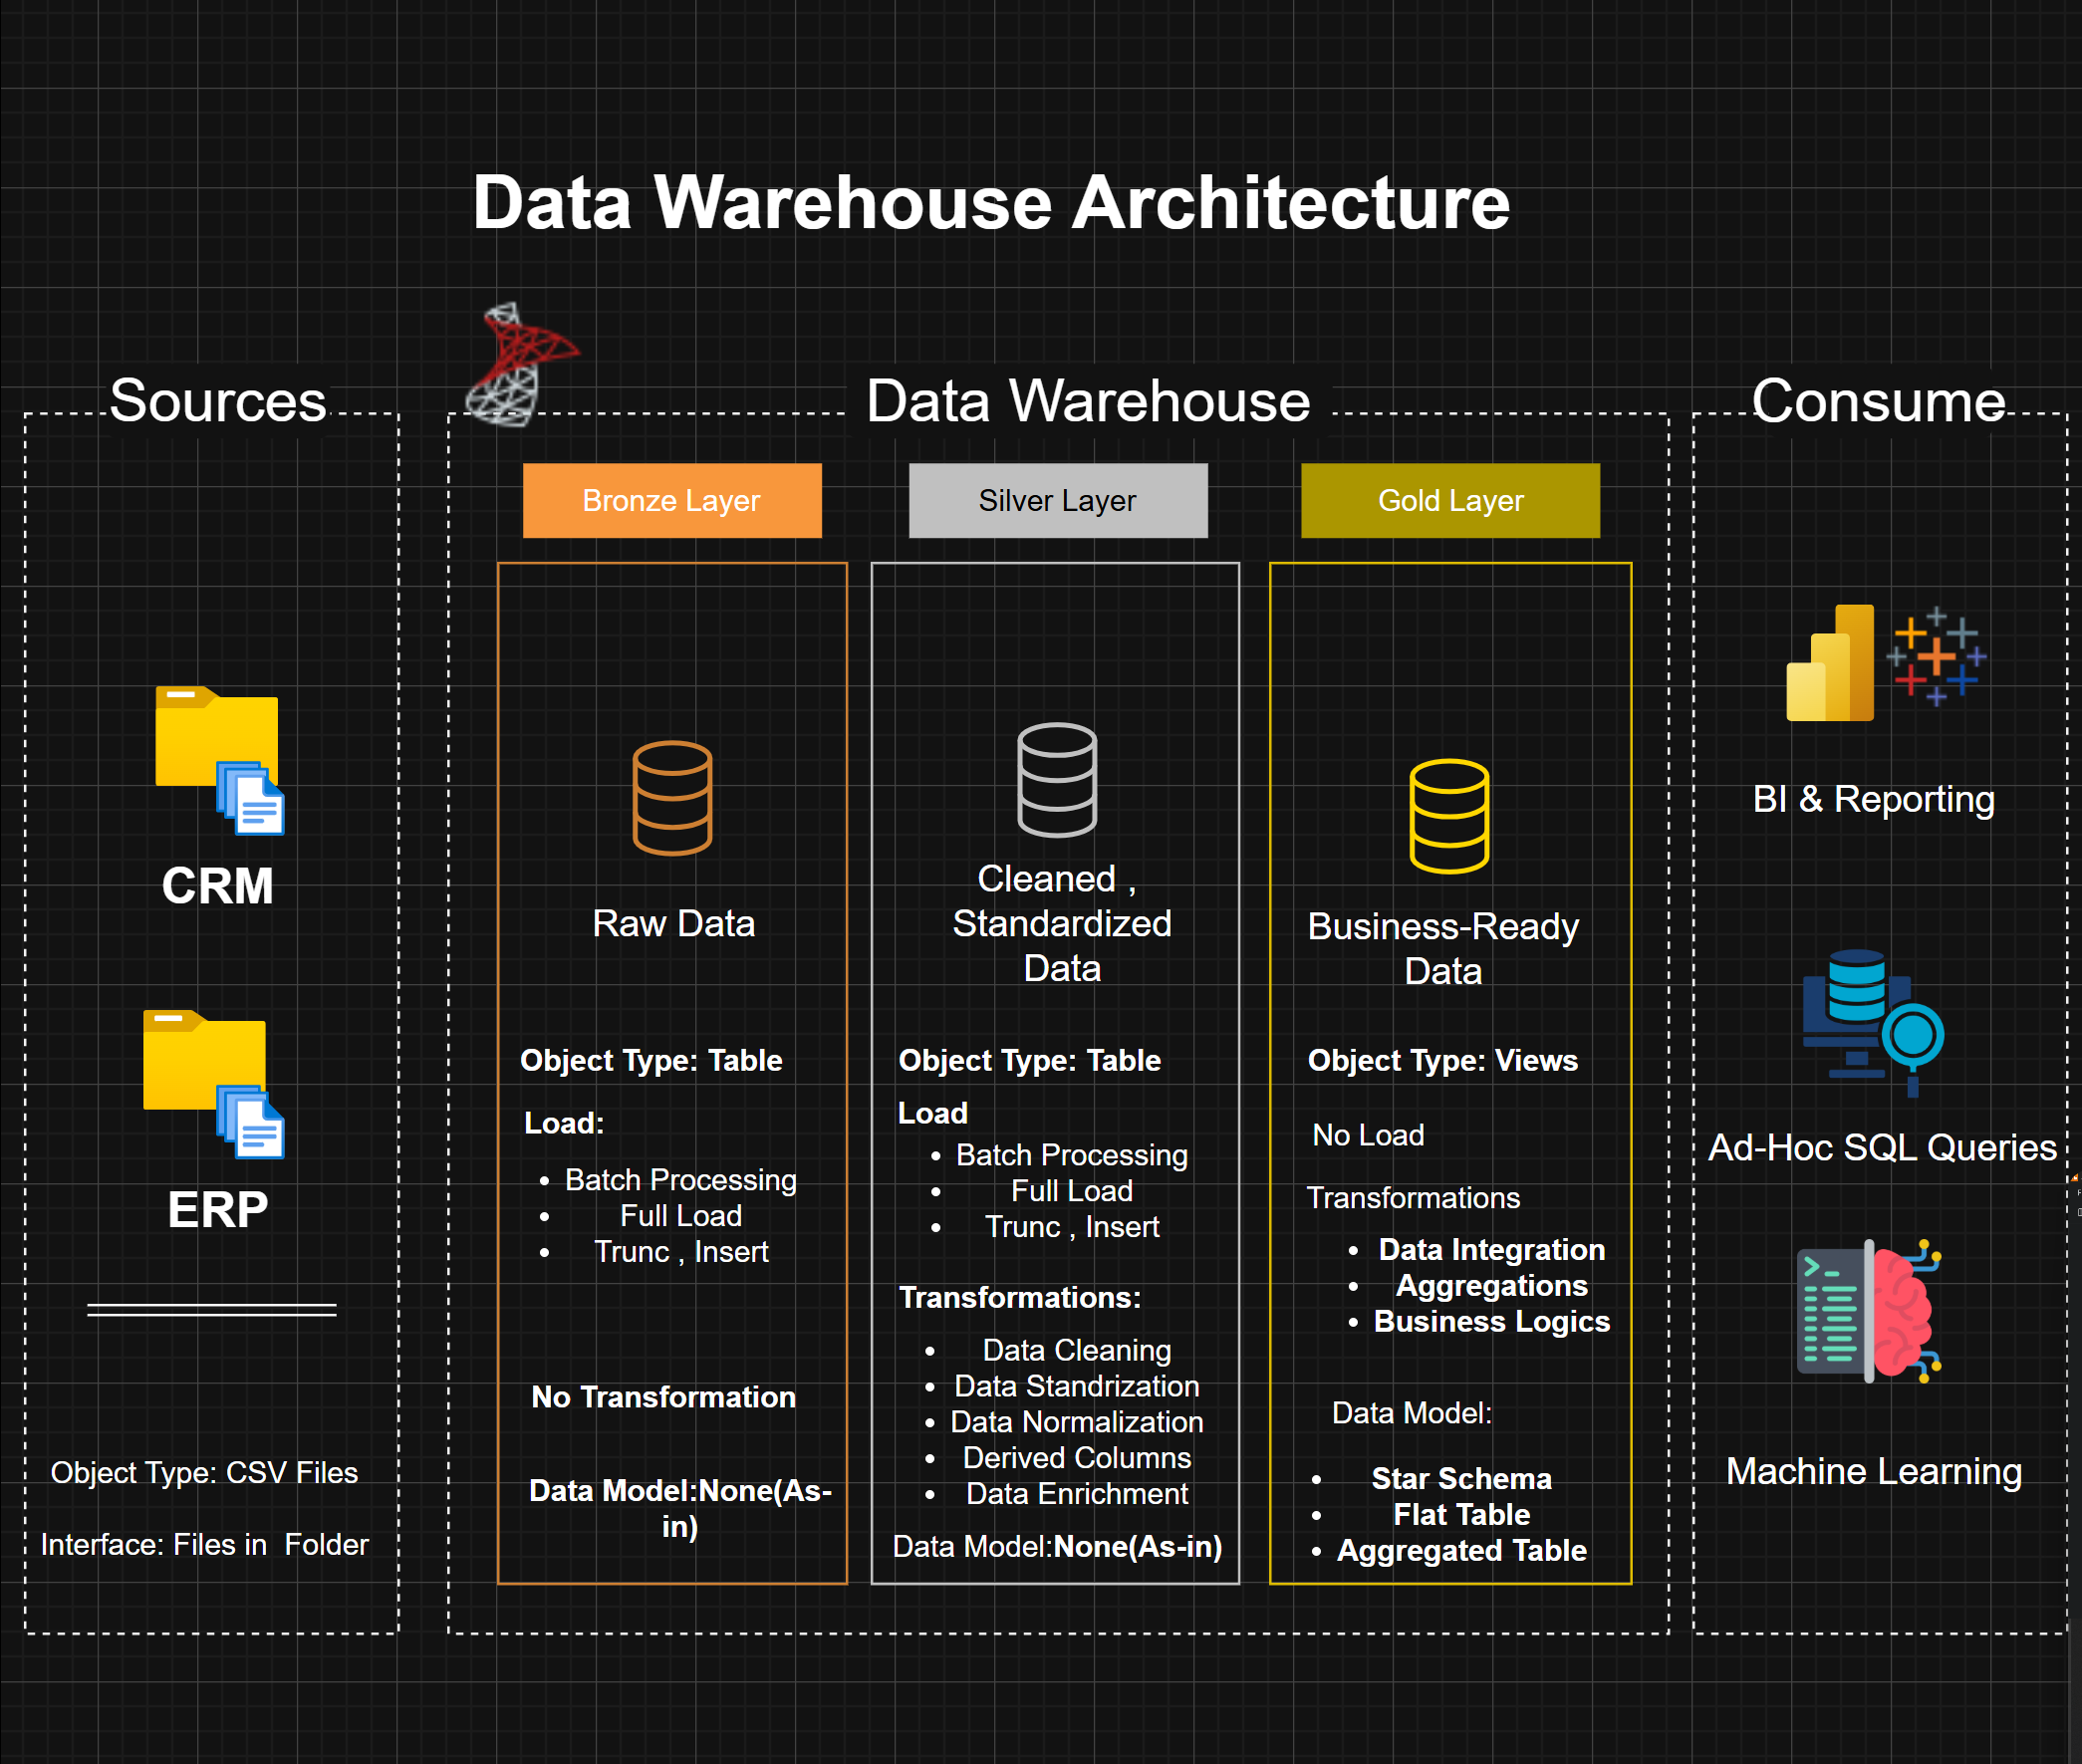 Data Warehouse Architecture
Sources
CRM
ERP
Object Type: CSV Files
Interface: Files in  Folder
Data Warehouse
Bronze Layer
Raw Data
Object Type: Table
Load:
• Batch Processing
• Full Load
• Trunc , Insert
No Transformation
Data Model:None(As-
in)
Silver Layer
Cleaned ,
Standardized
Data
Object Type: Table
Load
• Batch Processing
• Full Load
• Trunc , Insert
Transformations:
• Data Cleaning
• Data Standrization
• Data Normalization
• Derived Columns
• Data Enrichment
Data Model:None(As-in)
Gold Layer
Business-Ready
Data
Object Type: Views
No Load
Transformations
• Data Integration
• Aggregations
• Business Logics
Data Model:
• Star Schema
• Flat Table
• Aggregated Table
Consume
BI & Reporting
Ad-Hoc SQL Queries
Machine Learning